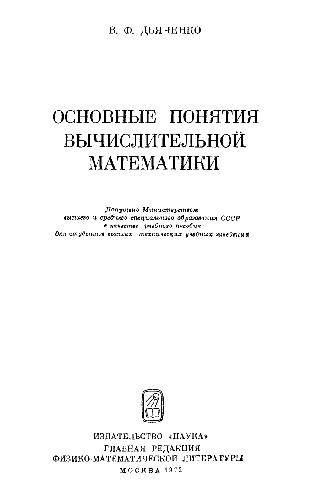 В. Ф. ДЬЯЧЕНКО
ОСНОВНЫЕ ПОНЯТИЯ
ВЫЧИСЛИТЕЛЬНОЙ
МАТЕМАТИКИ
Допущено Министерством
высшего и среднего специального образования СССР
в качестве учебного пособия
для студентов высших технических учебных заведений
ИЗДАТЕЛЬСТВО «НАУКА»
ГЛАВНАЯ РЕДАКЦИЯ
ФИЗИКО-МАТЕМАТИЧЕСКОЙ ЛИТЕРАТУРЫ
МОСКВА